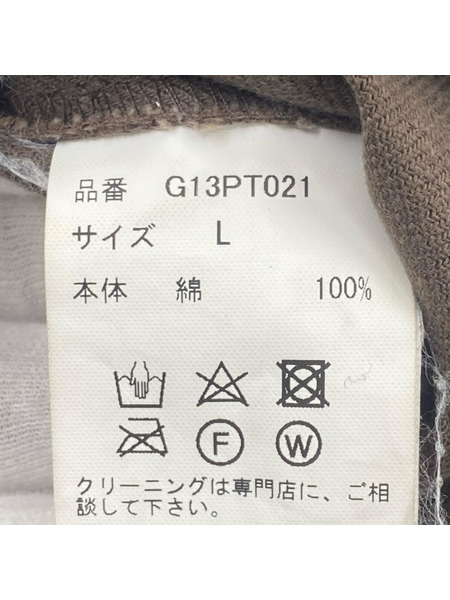 品番 G13PT021
サイズ L
本体 綿 100%
F W
クリーニングは専門店に、ご相
談して下さい。